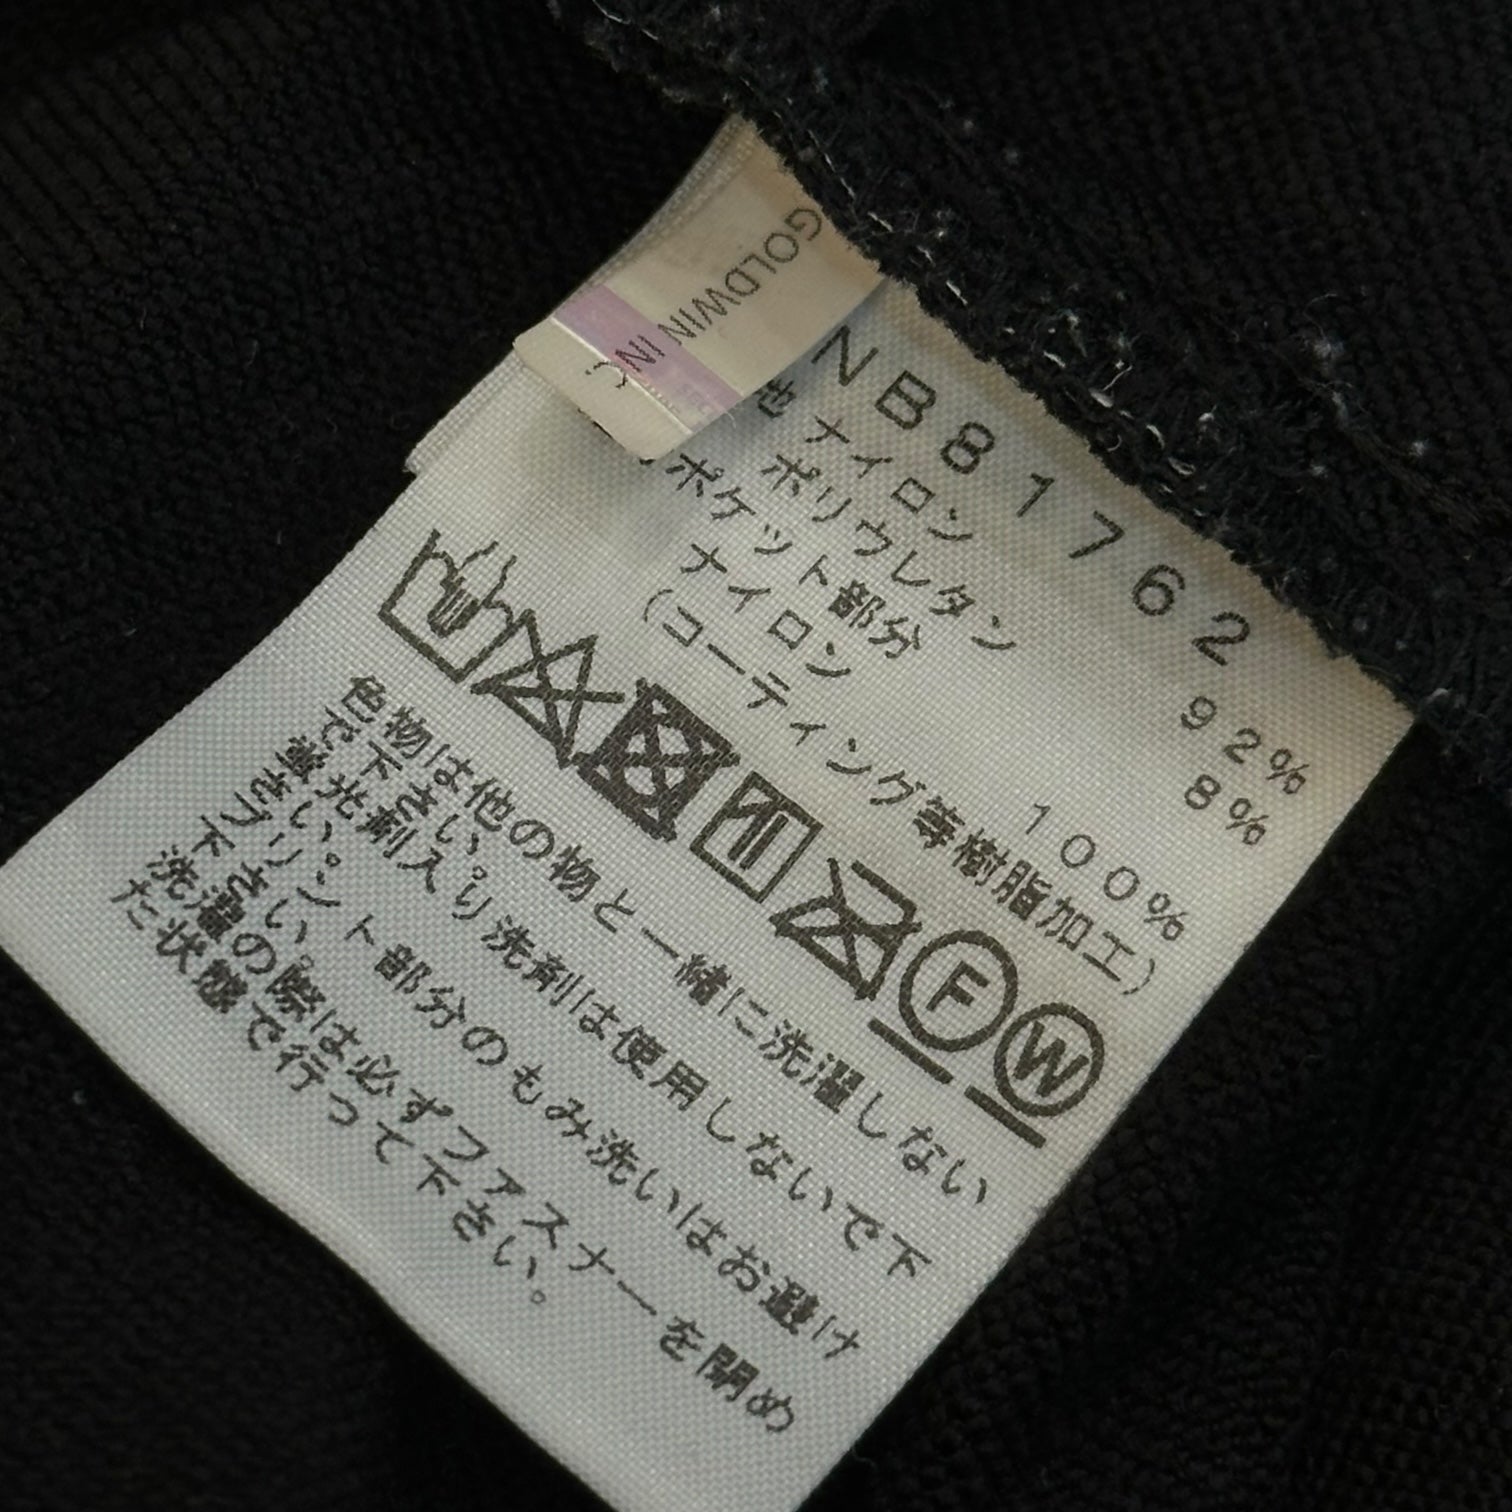 GOLDWIN IN
NB81762
ナイロン 92%
ポリウレタン 8%
ポケット部分
ナイロン 100%
(コーティング等樹脂加工)
F W
色物は他の物と一緒に洗濯しない
で下さい。
蛍光剤入り洗剤は使用しないで下
さい。
プリント部分のもみ洗いはお避け
下さい。
洗濯の際は必ずファスナーを閉め
た状態で行って下さい。